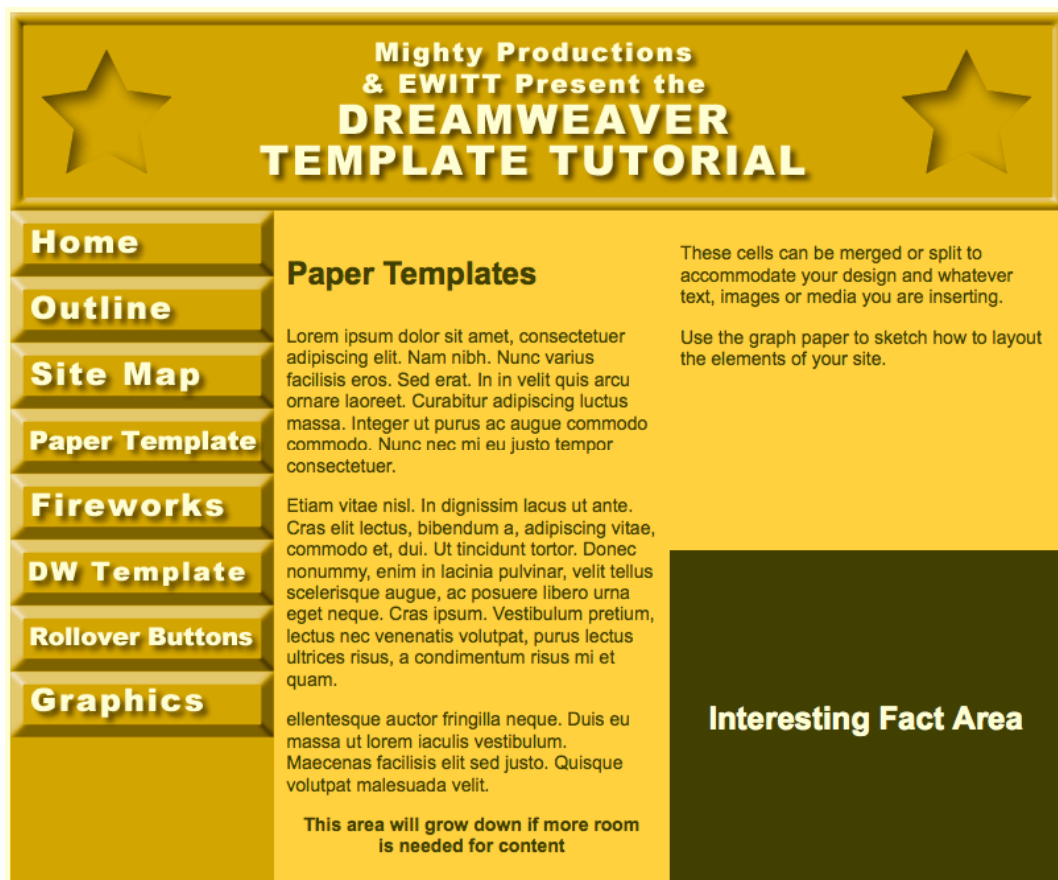 Mighty Productions
& EWITT Present the
DREAMWEAVER
TEMPLATE TUTORIAL
Home
Outline
Site Map
Paper Template
Fireworks
DW Template
Rollover Buttons
Graphics
Paper Templates
Lorem ipsum dolor sit amet, consectetuer
adipiscing elit. Nam nibh. Nunc varius
facilisis eros. Sed erat. In in velit quis arcu
ornare laoreet. Curabitur adipiscing luctus
massa. Integer ut purus ac augue commodo
commodo. Nunc nec mi eu justo tempor
consectetuer.
Etiam vitae nisl. In dignissim lacus ut ante.
Cras elit lectus, bibendum a, adipiscing vitae,
commodo et, dui. Ut tincidunt tortor. Donec
nonummy, enim in lacinia pulvinar, velit tellus
scelerisque augue, ac posuere libero urna
eget neque. Cras ipsum. Vestibulum pretium,
lectus nec venenatis volutpat, purus lectus
ultrices risus, a condimentum risus mi et
quam.
ellentesque auctor fringilla neque. Duis eu
massa ut lorem iaculis vestibulum.
Maecenas facilisis elit sed justo. Quisque
volutpat malesuada velit.
This area will grow down if more room
is needed for content
These cells can be merged or split to
accommodate your design and whatever
text, images or media you are inserting.
Use the graph paper to sketch how to layout
the elements of your site.
Interesting Fact Area